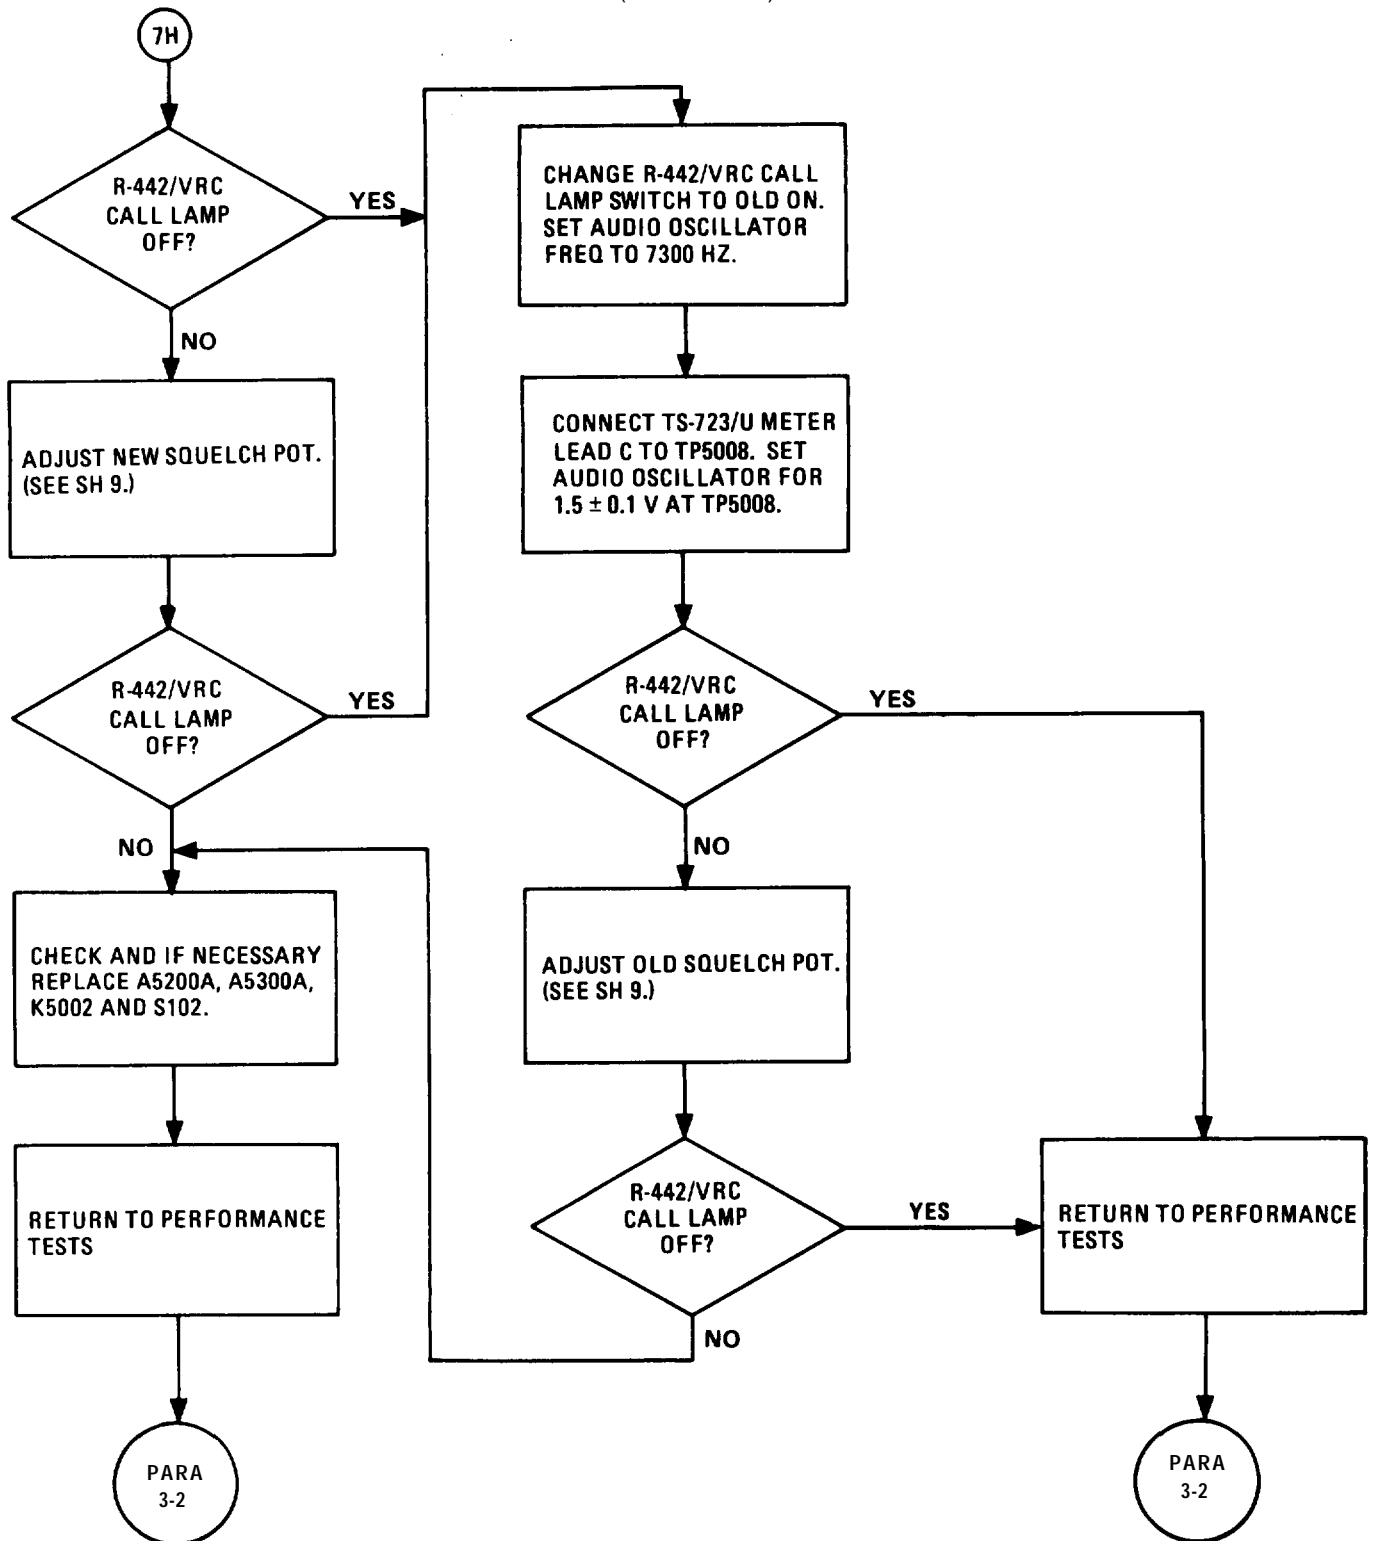 7H
R-442/VRC
CALL LAMP
OFF?
YES
NO
ADJUST NEW SQUELCH POT.
(SEE SH 9.)
R-442/VRC
CALL LAMP
OFF?
YES
NO
CHECK AND IF NECESSARY
REPLACE A5200A, A5300A,
K5002 AND S102.
RETURN TO PERFORMANCE
TESTS
PARA
3-2
CHANGE R-442/VRC CALL
LAMP SWITCH TO OLD ON.
SET AUDIO OSCILLATOR
FREQ TO 7300 HZ.
CONNECT TS-723/U METER
LEAD C TO TP5008. SET
AUDIO OSCILLATOR FOR
1.5 ± 0.1 V AT TP5008.
R-442/VRC
CALL LAMP
OFF?
YES
NO
ADJUST OLD SQUELCH POT.
(SEE SH 9.)
R-442/VRC
CALL LAMP
OFF?
YES
NO
RETURN TO PERFORMANCE
TESTS
PARA
3-2